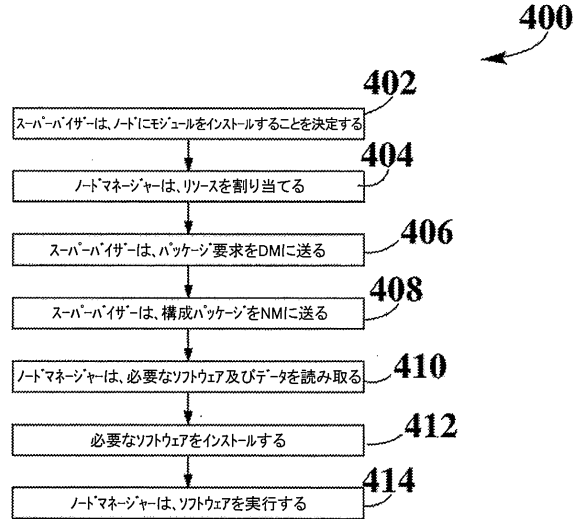 400
402
スーパーバイザーは、ノードにモジュールをインストールすることを決定する
404
ノードマネージャーは、リソースを割り当てる
406
スーパーバイザーは、パッケージ要求をDMに送る
408
スーパーバイザーは、構成パッケージをNMに送る
410
ノードマネージャーは、必要なソフトウェア及びデータを読み取る
412
必要なソフトウェアをインストールする
414
ノードマネージャーは、ソフトウェアを実行する